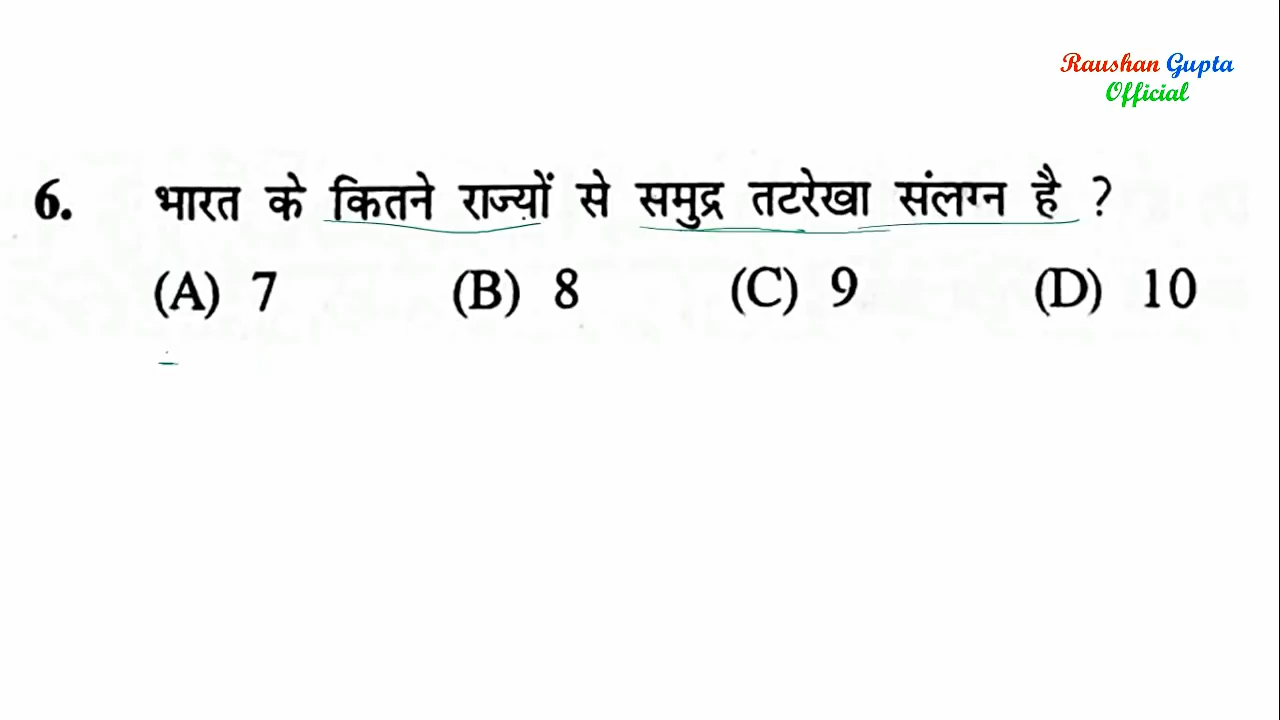 Raushan Gupta
Official
6. भारत के कितने राज्यों से समुद्र तटरेखा संलग्न है ?
(A) 7 (B) 8 (C) 9 (D) 10